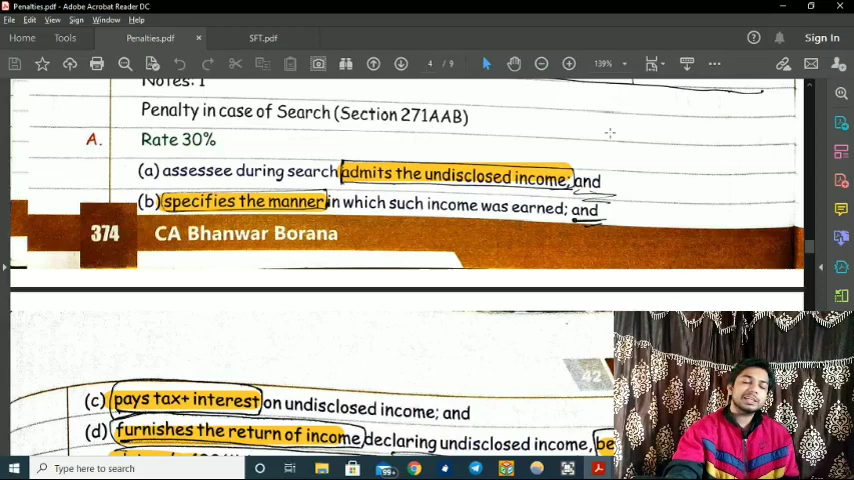 Penalties.pdf - Adobe Acrobat Reader DC
File Edit View Sign Window Help
Home Tools Penalties.pdf × SFT.pdf Sign In
4 / 9 139%
Notes: 1
Penalty in case of Search (Section 271AAB)
A. Rate 30%
(a) assessee during search admits the undisclosed income; and
(b) specifies the manner in which such income was earned; and
374 CA Bhanwar Borana
42
(c) pays tax+ interest on undisclosed income; and
(d) furnishes the return of income declaring undisclosed income, be
Type here to search
99+